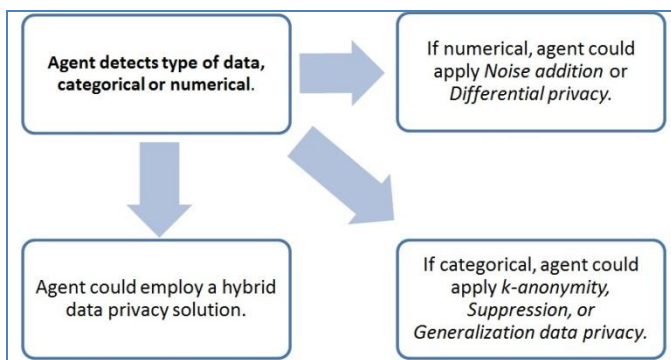 Agent detects type of data,
categorical or numerical.
If numerical, agent could
apply Noise addition or
Differential privacy.
Agent could employ a hybrid
data privacy solution.
If categorical, agent could
apply k-anonymity,
Suppression, or
Generalization data privacy.